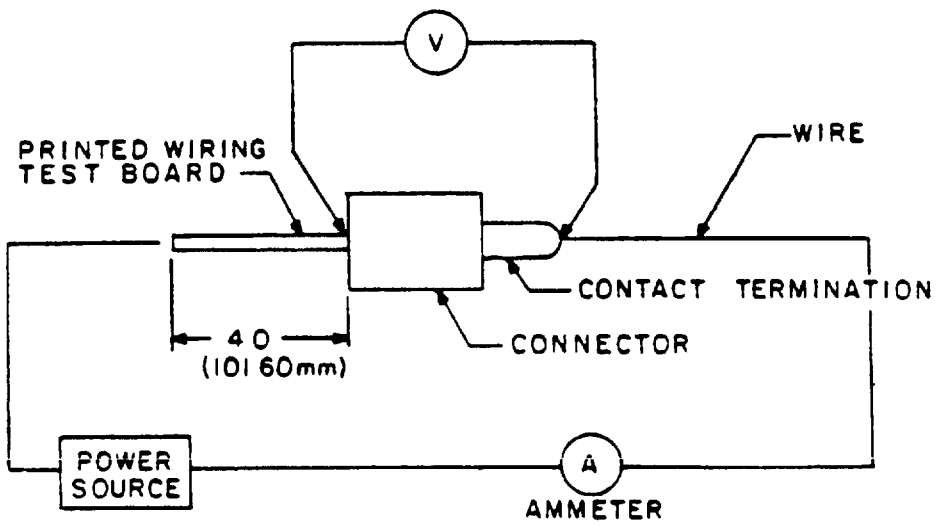 V
PRINTED WIRING
TEST BOARD
WIRE
CONTACT TERMINATION
4 0
(101 60mm)
CONNECTOR
POWER
SOURCE
A
AMMETER